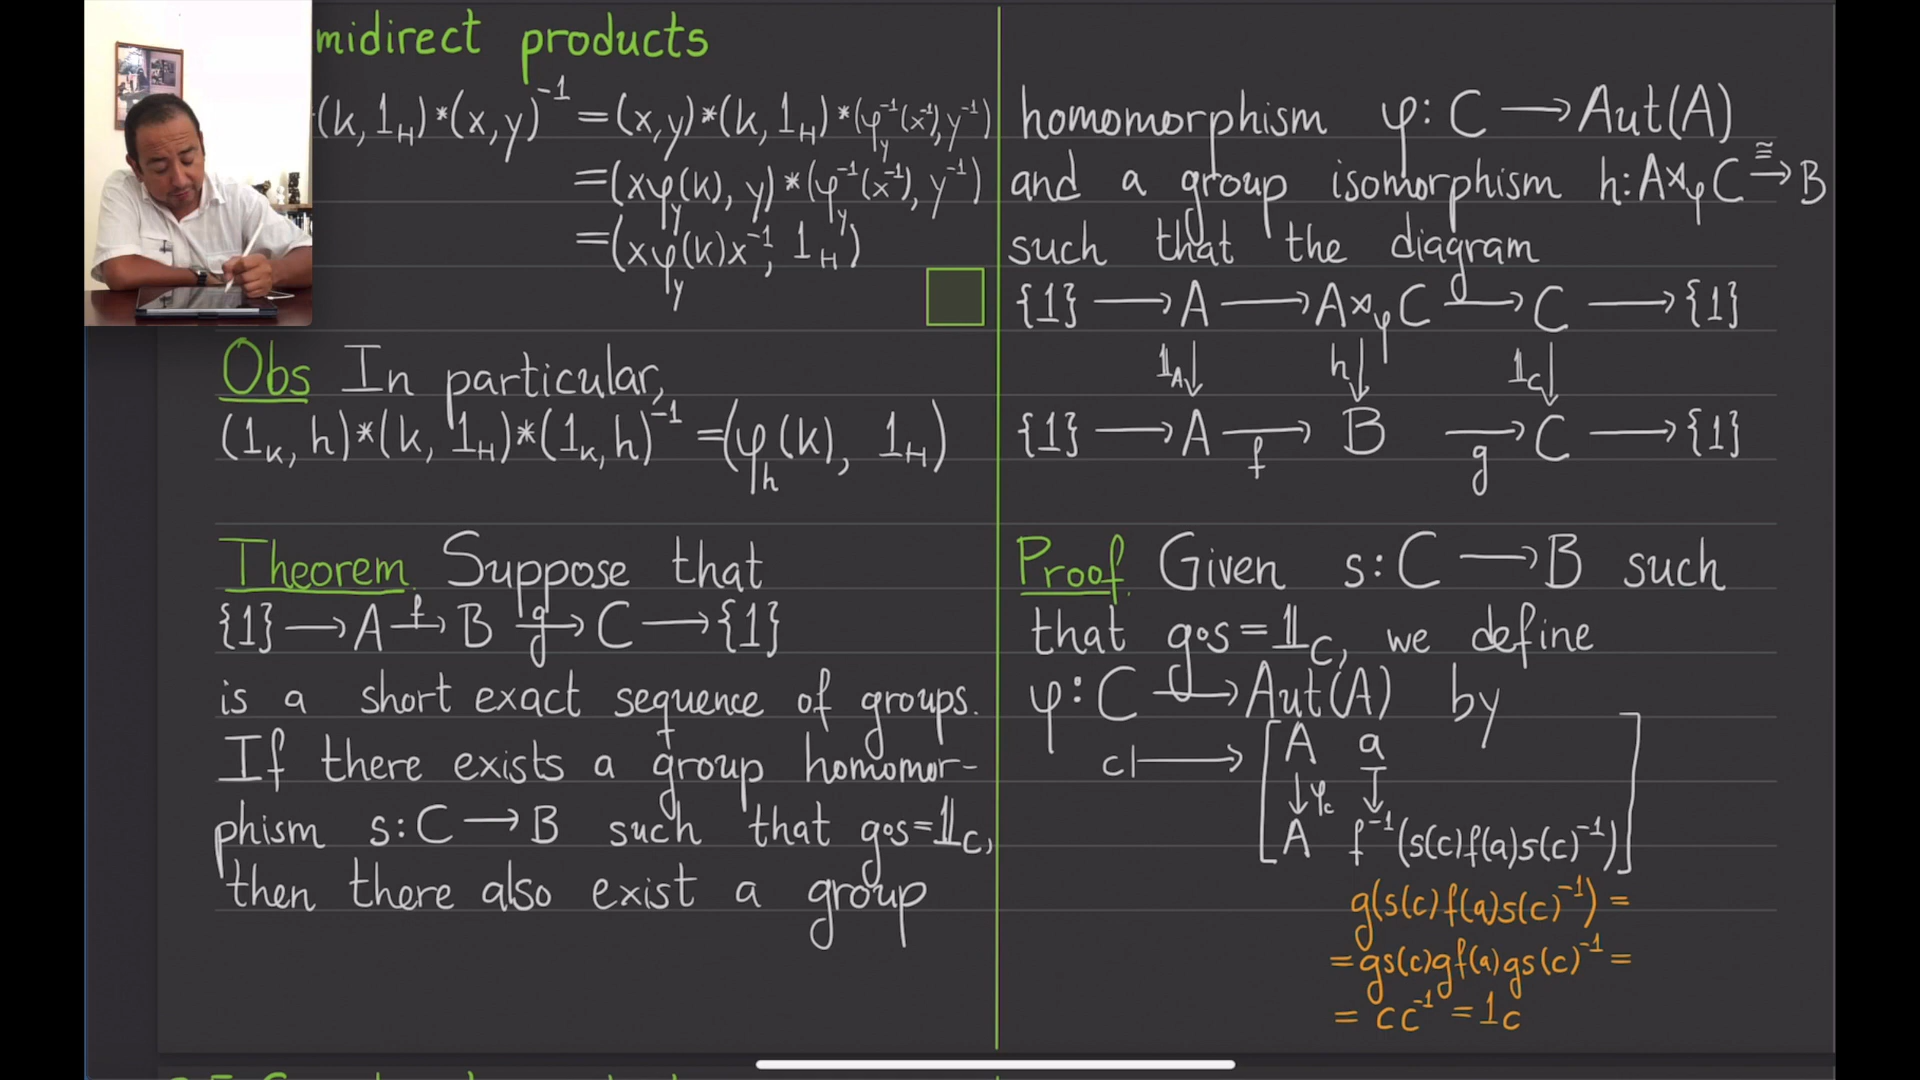 midirect products
(k, 1_H)*(x,y)^{-1} = (x,y)*(k, 1_H)*(φ_y^{-1}(x^{-1}), y^{-1})
=(xφ_y(k), y)*(φ_y^{-1}(x^{-1}), y^{-1})
=(xφ_y(k)x^{-1}, 1_H)
Obs In particular,
(1_K, h)*(k, 1_H)*(1_K, h)^{-1} = (φ_h(k), 1_H)
Theorem Suppose that
{1} → A →f B →g C → {1}
is a short exact sequence of groups.
If there exists a group homomor-
phism s: C → B such that g∘s = 𝟙_C,
then there also exist a group
homomorphism φ: C → Aut(A)
and a group isomorphism h: A⋊_φ C ≅→ B
such that the diagram
{1} → A → A⋊_φ C → C → {1}
𝟙_A ↓ h ↓ 𝟙_C ↓
{1} → A →f B →g C → {1}
Proof. Given s: C → B such
that g∘s = 𝟙_C, we define
φ: C → Aut(A) by
c ↦ [A a
↓φ_c ↧
A f^{-1}(s(c)f(a)s(c)^{-1})]
g(s(c)f(a)s(c)^{-1}) =
= gs(c)gf(a)gs(c)^{-1} =
= cc^{-1} = 1_C